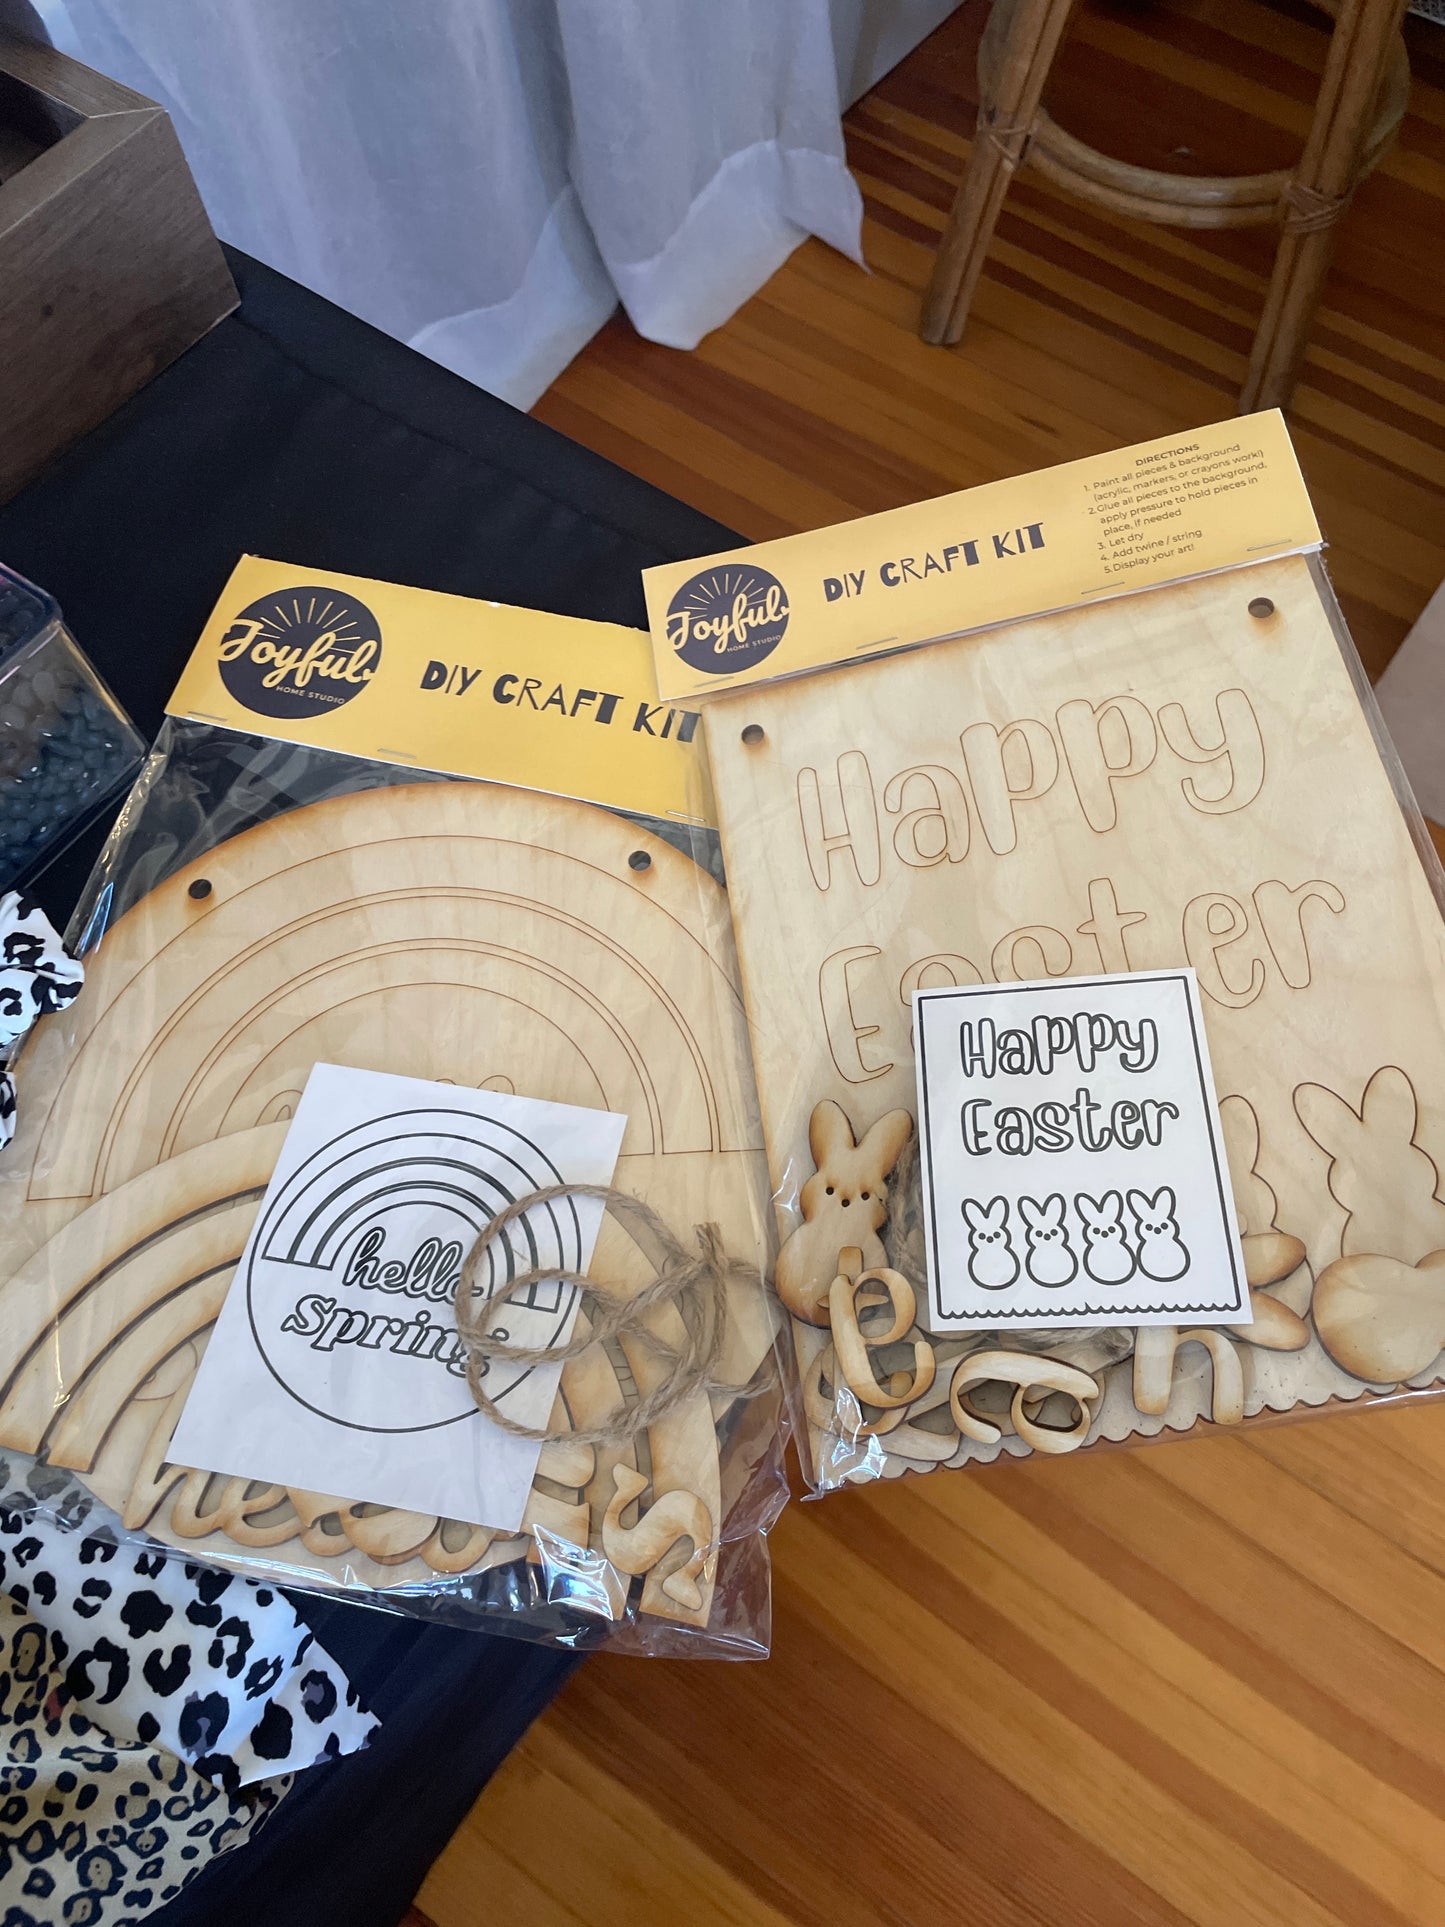 Joyful
HOME STUDIO
DIY CRAFT KIT
hello
Spring
Joyful
HOME STUDIO
DIY CRAFT KIT
DIRECTIONS
1. Paint all pieces & background
(acrylic, markers, or crayons work!)
2. Glue all pieces to the background,
apply pressure to hold pieces in
place, if needed
3. Let dry
4. Add twine / string
5. Display your art!
Happy
Easter
Happy
Easter